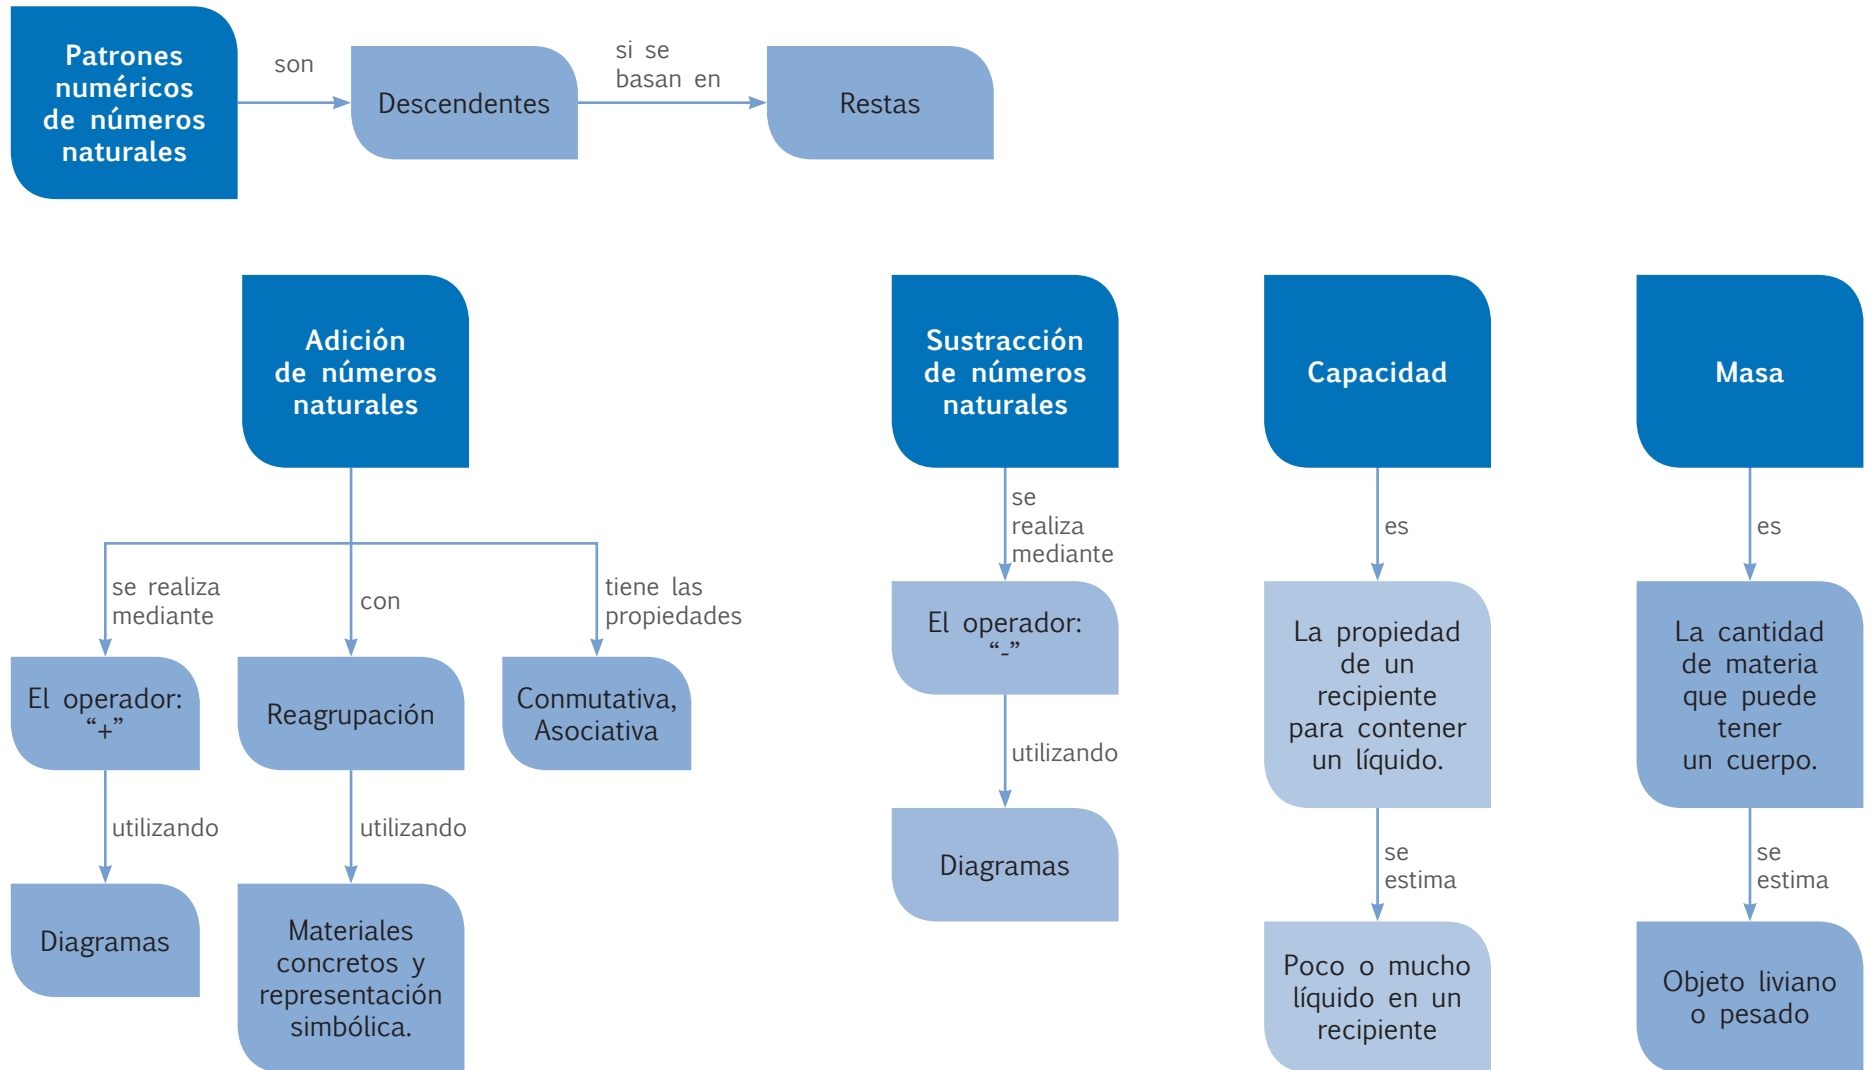 Patrones
numéricos
de números
naturales
son
Descendentes
si se
basan en
Restas
Adición
de números
naturales
se realiza
mediante
El operador:
“+”
utilizando
Diagramas
con
Reagrupación
utilizando
Materiales
concretos y
representación
simbólica.
tiene las
propiedades
Conmutativa,
Asociativa
Sustracción
de números
naturales
se
realiza
mediante
El operador:
“-”
utilizando
Diagramas
Capacidad
es
La propiedad
de un
recipiente
para contener
un líquido.
se
estima
Poco o mucho
líquido en un
recipiente
Masa
es
La cantidad
de materia
que puede
tener
un cuerpo.
se
estima
Objeto liviano
o pesado